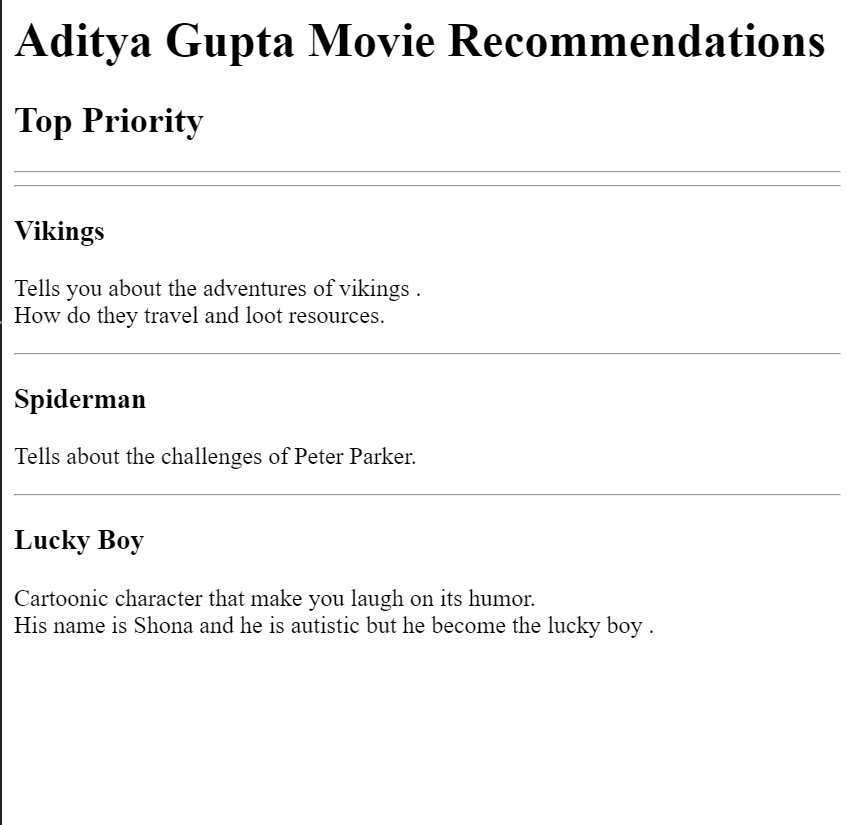 Aditya Gupta Movie Recommendations
Top Priority
Vikings
Tells you about the adventures of vikings .
How do they travel and loot resources.
Spiderman
Tells about the challenges of Peter Parker.
Lucky Boy
Cartoonic character that make you laugh on its humor.
His name is Shona and he is autistic but he become the lucky boy .